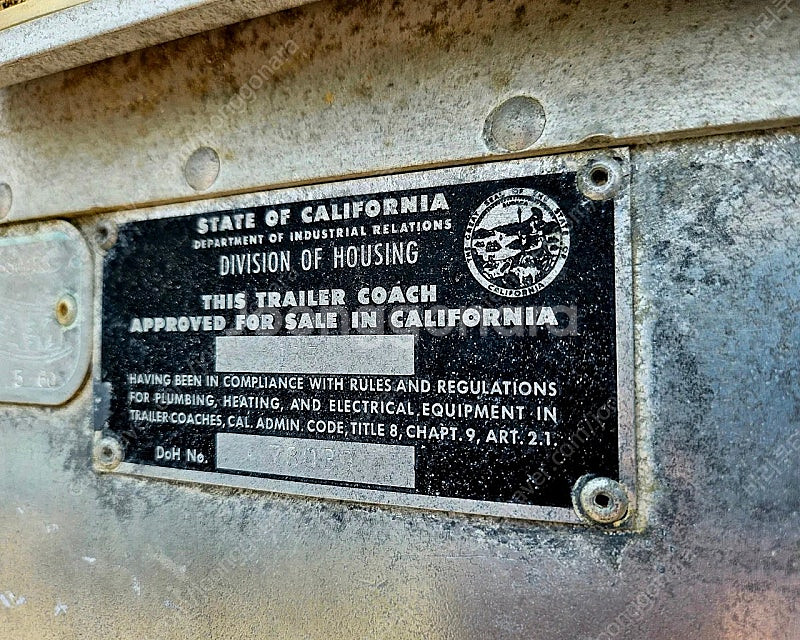 STATE OF CALIFORNIA
DEPARTMENT OF INDUSTRIAL RELATIONS
DIVISION OF HOUSING
THIS TRAILER COACH
APPROVED FOR SALE IN CALIFORNIA
HAVING BEEN IN COMPLIANCE WITH RULES AND REGULATIONS
FOR PLUMBING, HEATING, AND ELECTRICAL EQUIPMENT IN
TRAILER COACHES, CAL. ADMIN. CODE, TITLE 8, CHAPT. 9, ART. 2.1.
DoH No.